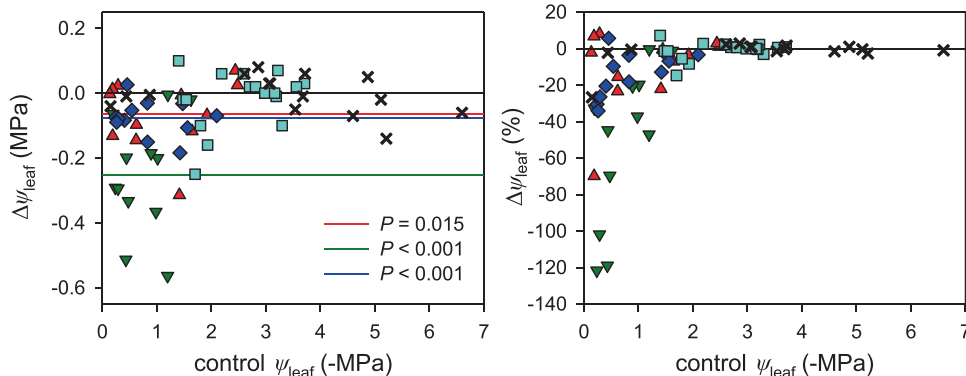 0.2
0.0
-0.2
-0.4
-0.6
Δψleaf (MPa)
P = 0.015
P < 0.001
P < 0.001
0 1 2 3 4 5 6 7
control ψleaf (-MPa)
20
0
-20
-40
-60
-80
-100
-120
-140
Δψleaf (%)
0 1 2 3 4 5 6 7
control ψleaf (-MPa)